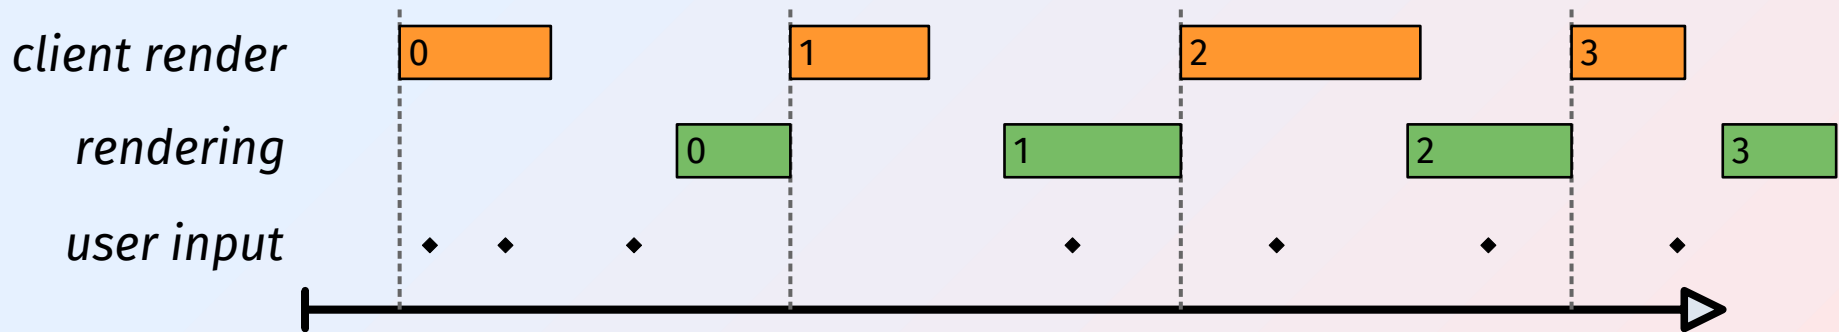 client render 0 1 2 3
rendering 0 1 2 3
user input